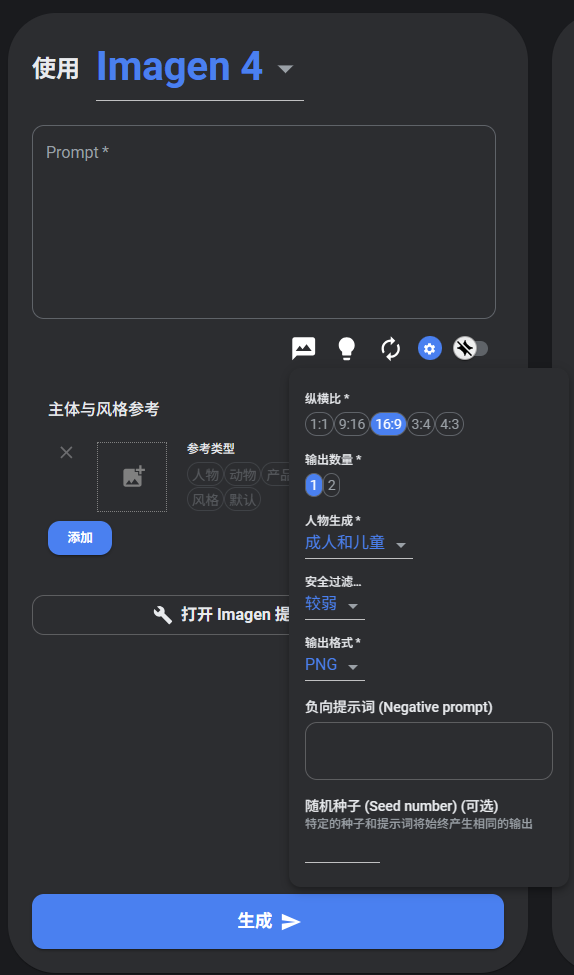 使用 Imagen 4
Prompt *
主体与风格参考
参考类型
人物 动物 产品
风格 默认
添加
打开 Imagen 提
纵横比 *
1:1 9:16 16:9 3:4 4:3
输出数量 *
1 2
人物生成 *
成人和儿童
安全过滤...
较弱
输出格式 *
PNG
负向提示词 (Negative prompt)
随机种子 (Seed number) (可选)
特定的种子和提示词将始终产生相同的输出
生成